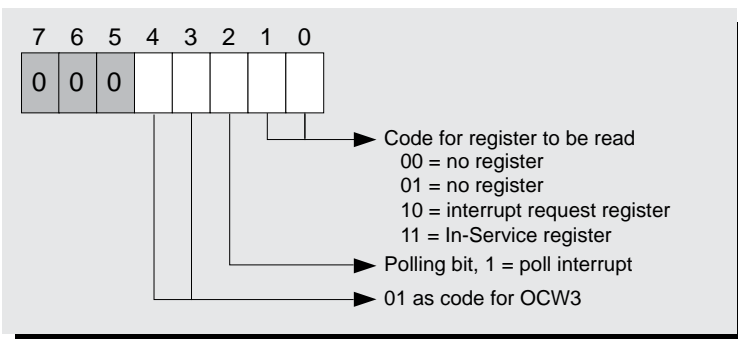 7 6 5 4 3 2 1 0
0 0 0
Code for register to be read
00 = no register
01 = no register
10 = interrupt request register
11 = In-Service register
Polling bit, 1 = poll interrupt
01 as code for OCW3